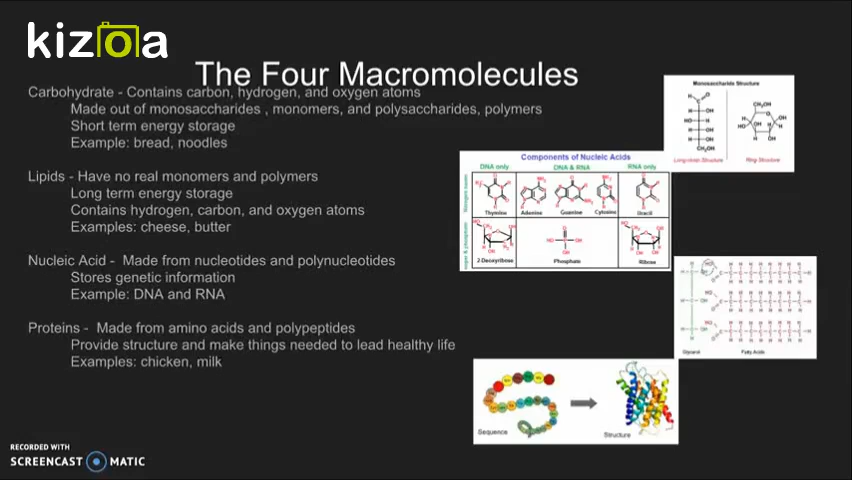 kizoa
The Four Macromolecules
Carbohydrate - Contains carbon, hydrogen, and oxygen atoms
Made out of monosaccharides , monomers, and polysaccharides, polymers
Short term energy storage
Example: bread, noodles
Lipids - Have no real monomers and polymers
Long term energy storage
Contains hydrogen, carbon, and oxygen atoms
Examples: cheese, butter
Nucleic Acid - Made from nucleotides and polynucleotides
Stores genetic information
Example: DNA and RNA
Proteins - Made from amino acids and polypeptides
Provide structure and make things needed to lead healthy life
Examples: chicken, milk
Monosaccharide Structure
Ring Structure
Components of Nucleic Acids
DNA only DNA & RNA RNA only
Thymine Adenine Guanine Cytosine Uracil
2-Deoxyribose Phosphate Ribose
Glycerol Fatty Acids
Sequence Structure
RECORDED WITH
SCREENCAST MATIC